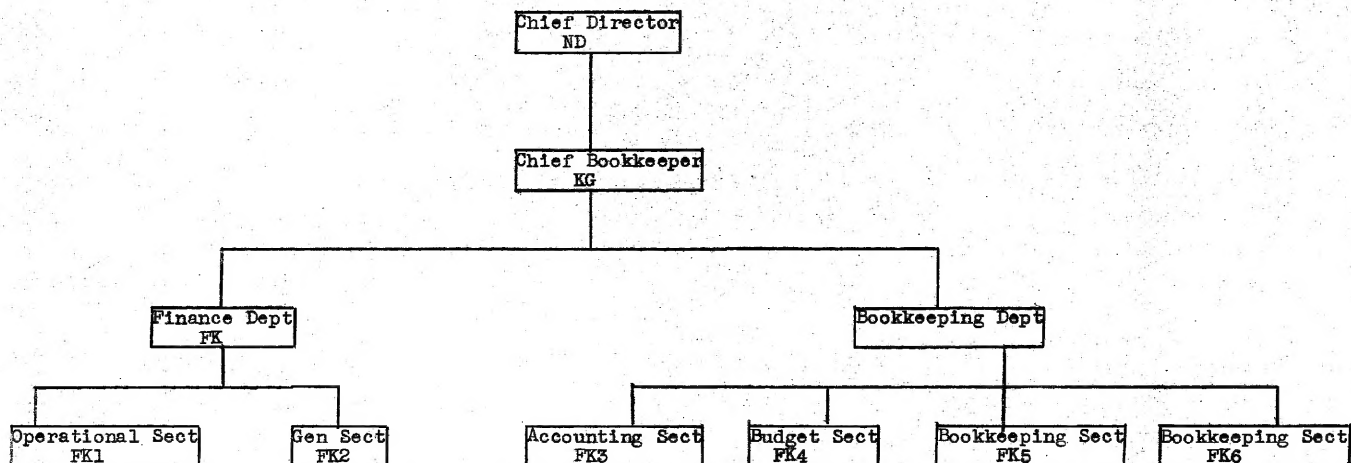 Chief Director
ND
Chief Bookkeeper
KG
Finance Dept
FK
Bookkeeping Dept
Operational Sect
FK1
Gen Sect
FK2
Accounting Sect
FK3
Budget Sect
FK4
Bookkeeping Sect
FK5
Bookkeeping Sect
FK6